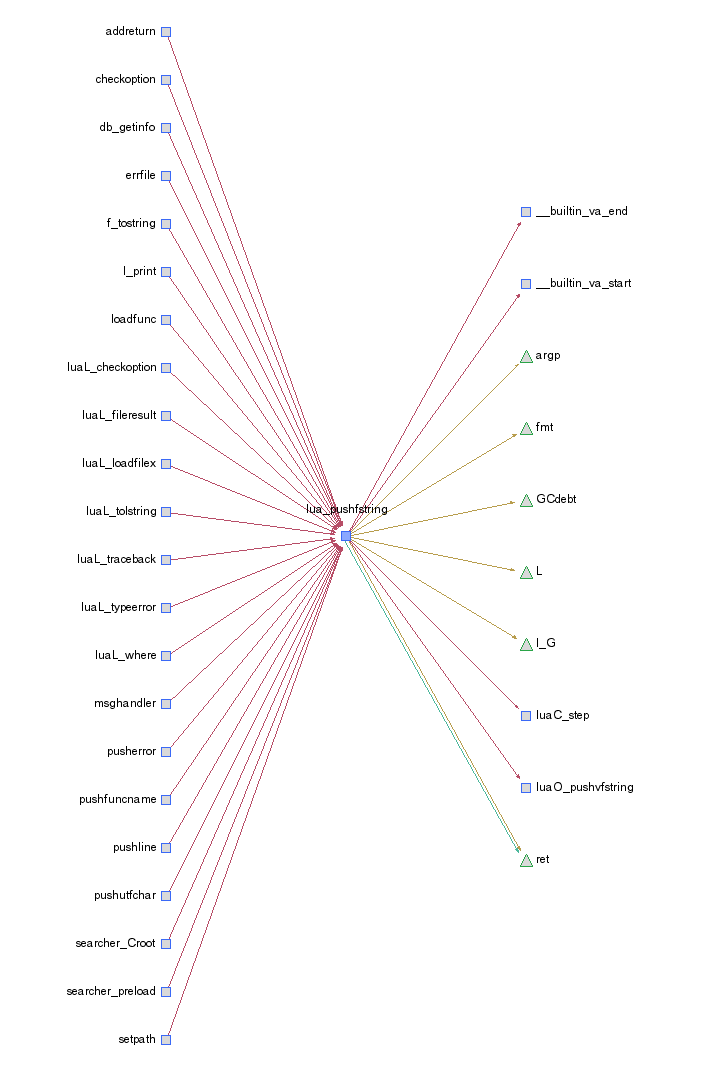 addreturn
checkoption
db_getinfo
errfile
f_tostring
l_print
loadfunc
luaL_checkoption
luaL_fileresult
luaL_loadfilex
luaL_tolstring
luaL_traceback
luaL_typeerror
luaL_where
msghandler
pusherror
pushfuncname
pushline
pushutfchar
searcher_Croot
searcher_preload
setpath
lua_pushfstring
__builtin_va_end
__builtin_va_start
argp
fmt
GCdebt
L
l_G
luaC_step
luaO_pushvfstring
ret